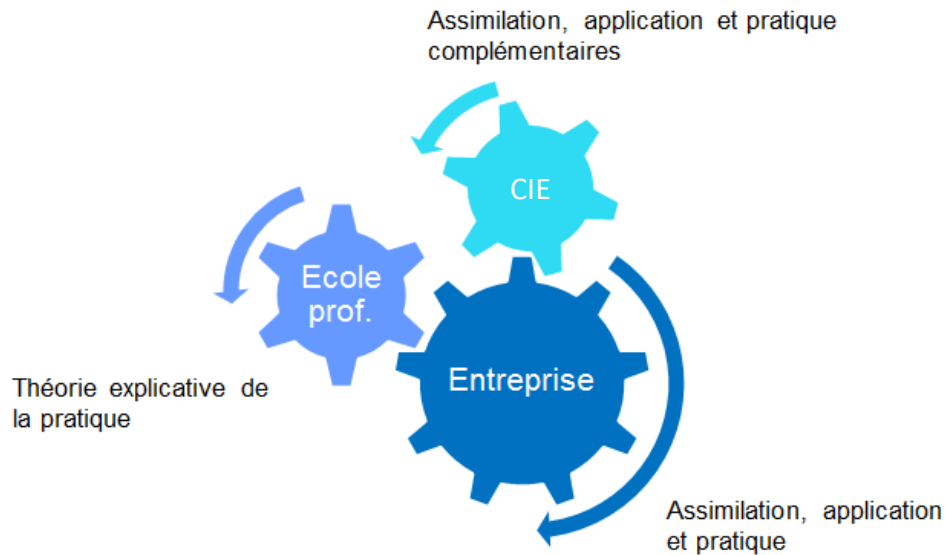 Assimilation, application et pratique
complémentaires
CIE
Ecole
prof.
Entreprise
Théorie explicative de
la pratique
Assimilation, application
et pratique